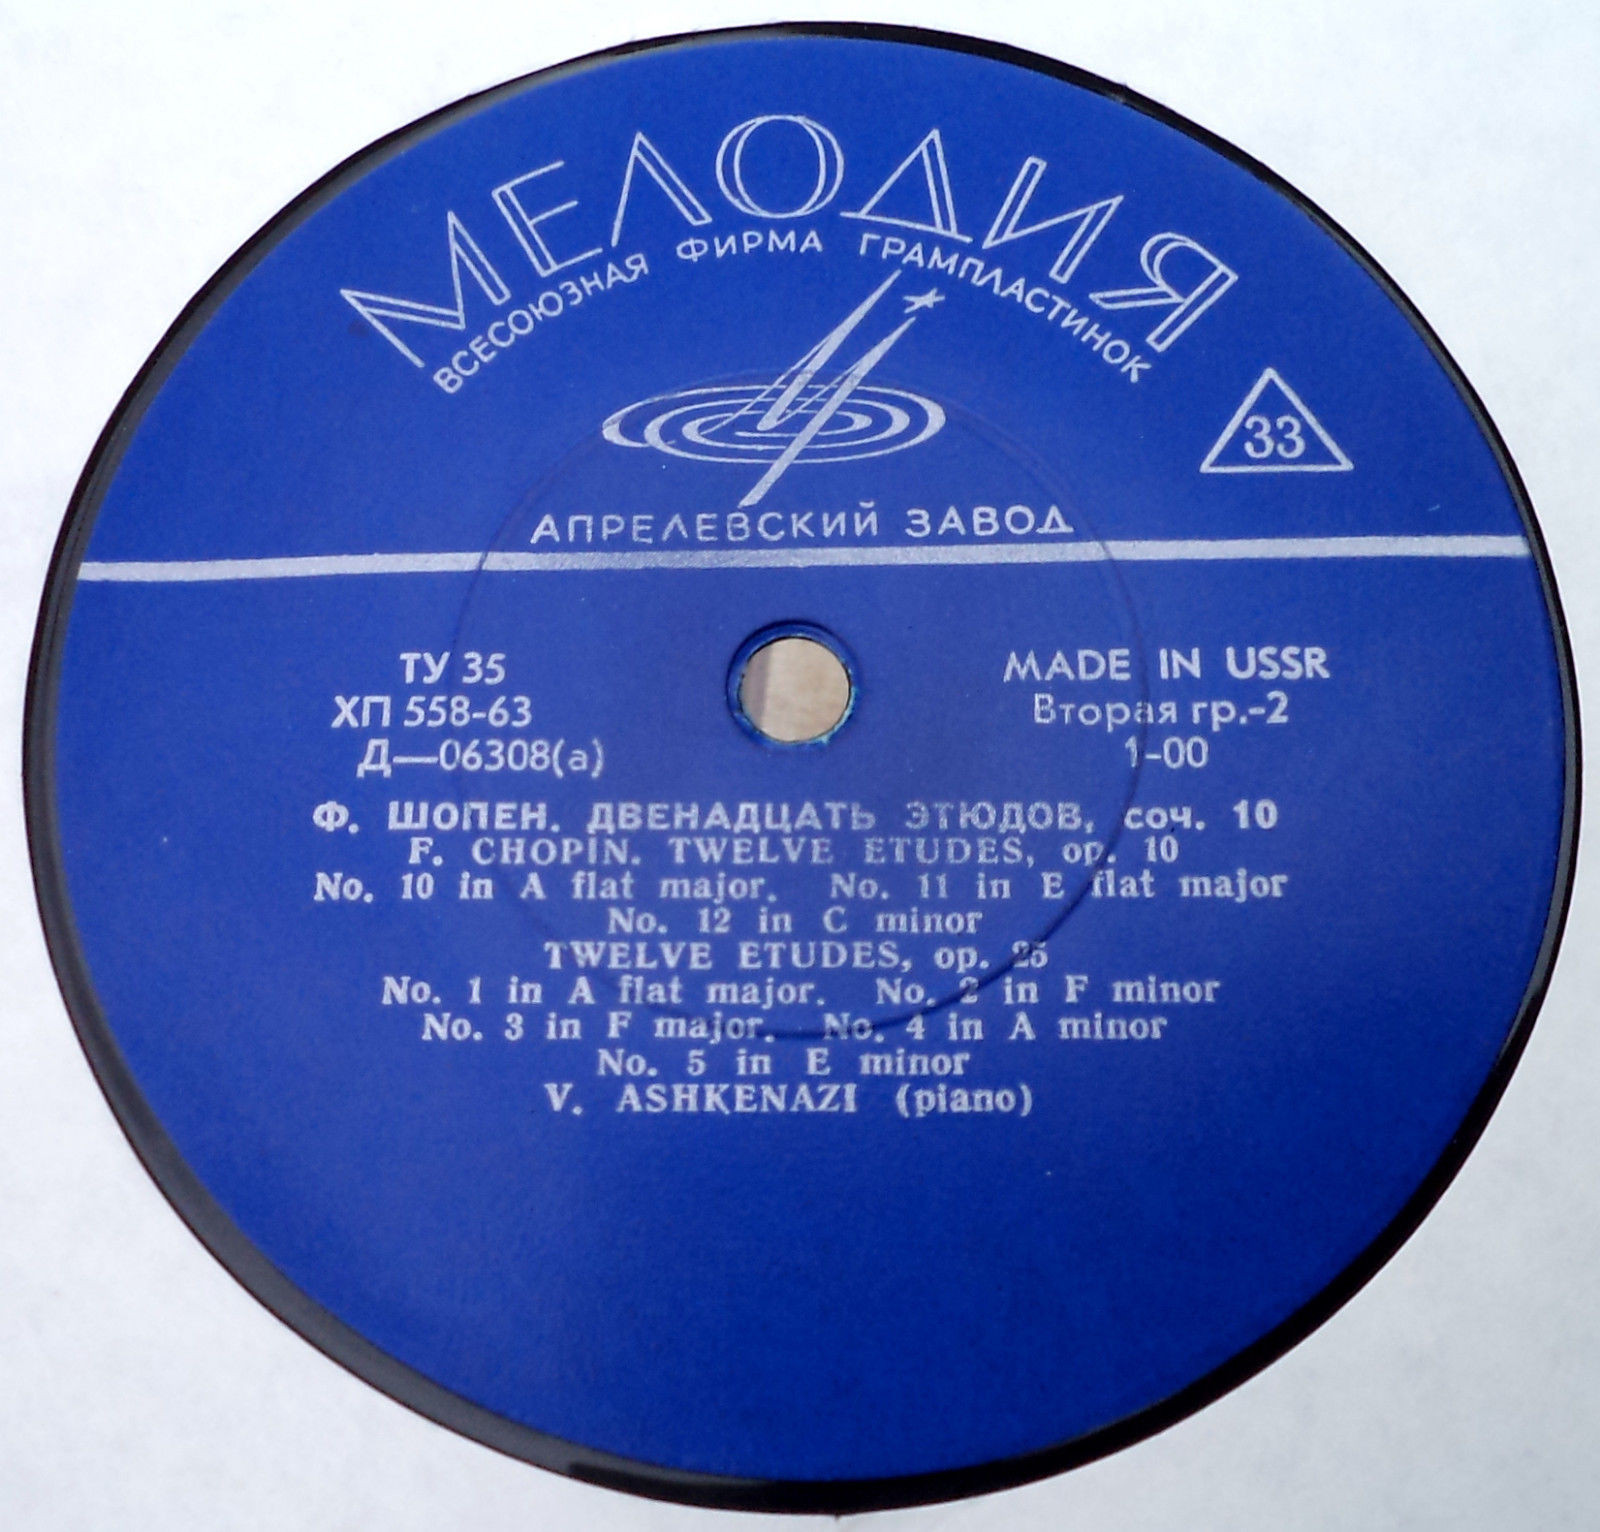 МЕЛОДИЯ
ВСЕСОЮЗНАЯ ФИРМА ГРАМПЛАСТИНОК
33
АПРЕЛЕВСКИЙ ЗАВОД
ТУ 35
ХП 558-63
Д—06308(а)
MADE IN USSR
Вторая гр.-2
1-00
Ф. ШОПЕН. ДВЕНАДЦАТЬ ЭТЮДОВ, соч. 10
F. CHOPIN. TWELVE ETUDES, op. 10
No. 10 in A flat major. No. 11 in E flat major
No. 12 in C minor
TWELVE ETUDES, op. 25
No. 1 in A flat major. No. 2 in F minor
No. 3 in F major. No. 4 in A minor
No. 5 in E minor
V. ASHKENAZI (piano)